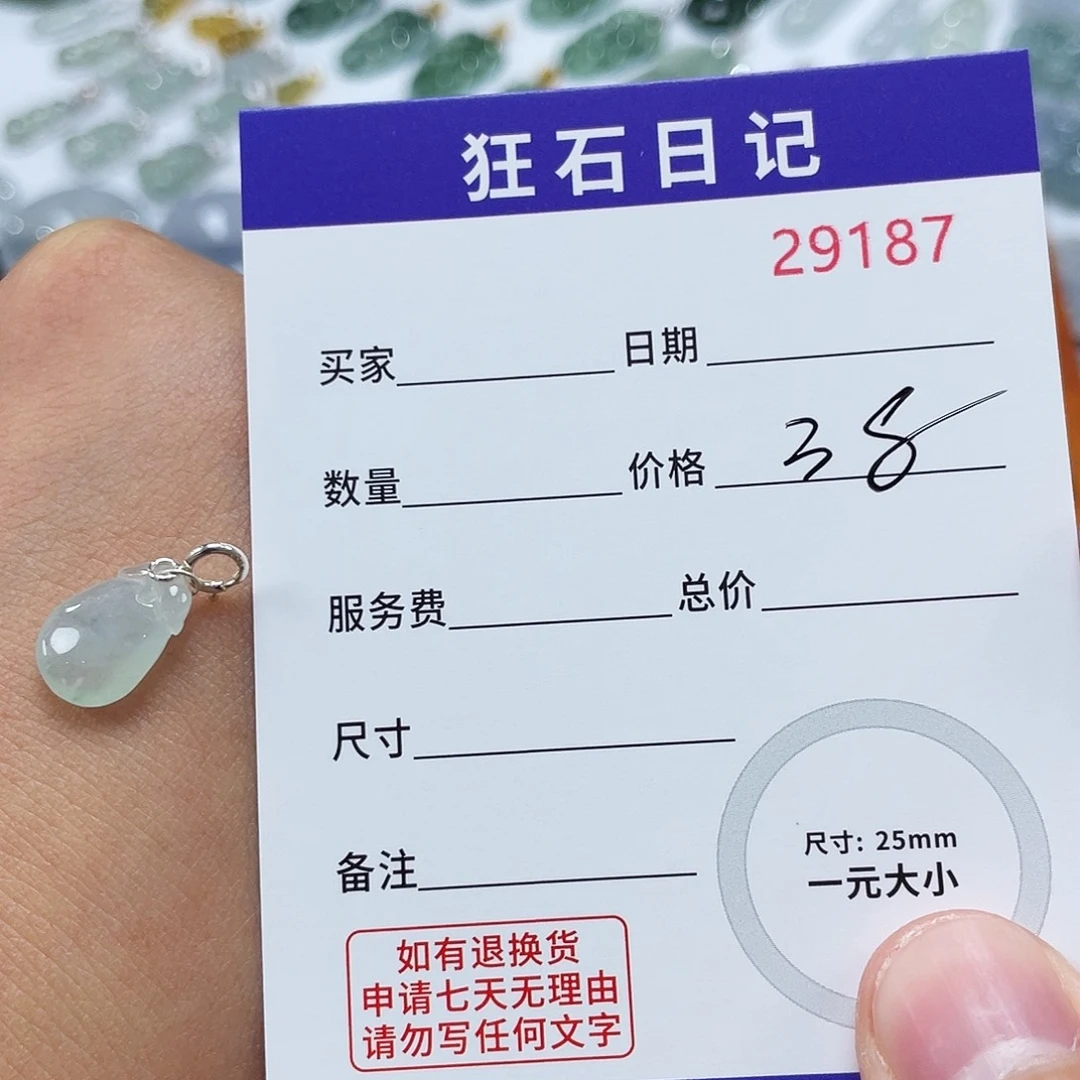 狂石日记
29187
买家 日期
数量 价格 38
服务费 总价
尺寸
尺寸: 25mm
一元大小
备注
如有退换货
申请七天无理由
请勿写任何文字